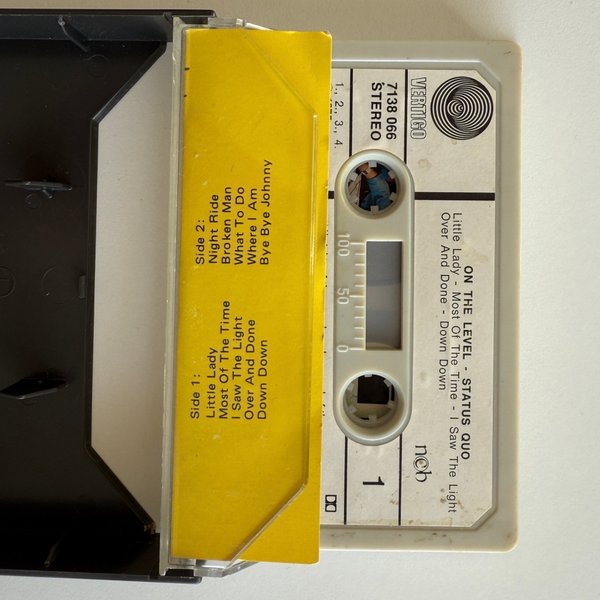 Side 1:
Little Lady
Most Of The Time
I Saw The Light
Over And Done
Down Down
Side 2:
Night Ride
Broken Man
What To Do
Where I Am
Bye Bye Johnny
VERTIGO
7138 066
STEREO
1., 2., 3., 4.
ON THE LEVEL - STATUS QUO
Little Lady - Most Of The Time - I Saw The Light
Over And Done - Down Down
100 50 0
ncb
1